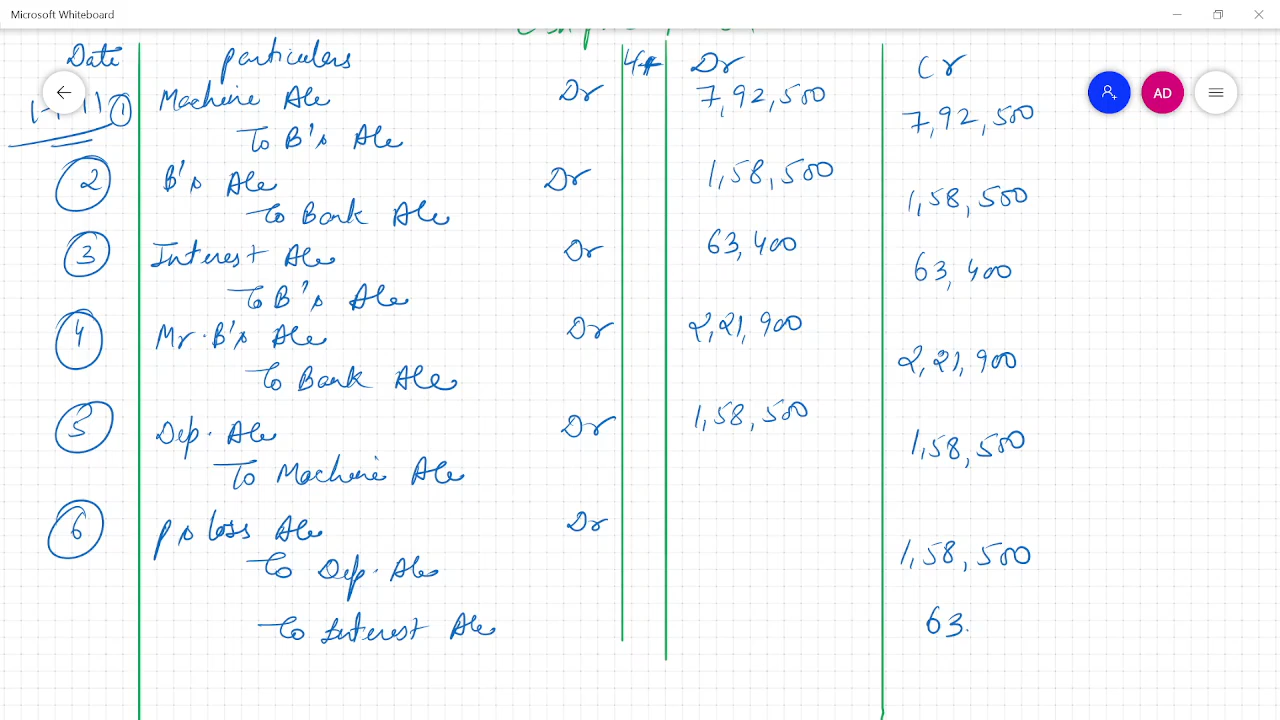 Microsoft Whiteboard
Date particulars Dr Cr
① Machine A/c Dr 7,92,500
To B's A/c 7,92,500
② B's A/c Dr 1,58,500
To Bank A/c 1,58,500
③ Interest A/c Dr 63,400
To B's A/c 63,400
④ Mr. B's A/c Dr 2,21,900
To Bank A/c 2,21,900
⑤ Dep. A/c Dr 1,58,500
To Machine A/c 1,58,500
⑥ P & loss A/c Dr
To Dep. A/c 1,58,500
To Interest A/c 63.
AD